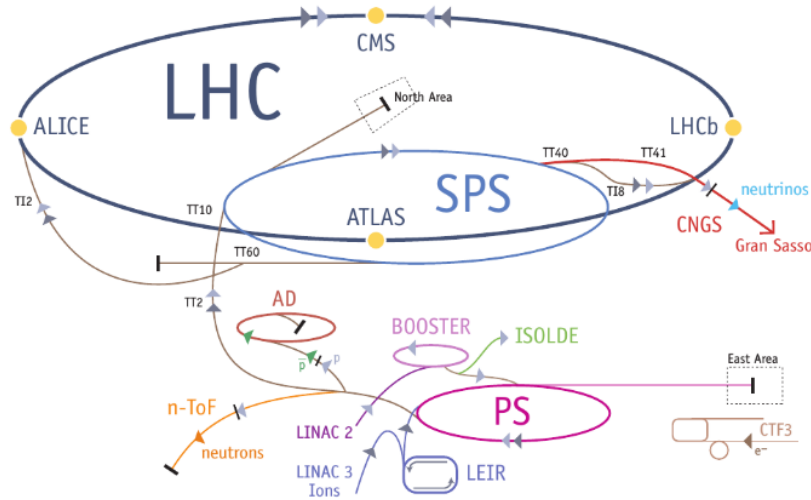 CMS
LHC
North Area
ALICE
LHCb
TT40
TT41
TI8
SPS
neutrinos
TI2
TT10
ATLAS
CNGS
Gran Sasso
TT60
TT2
AD
BOOSTER
ISOLDE
p
p
East Area
n-ToF
PS
LINAC 2
neutrons
CTF3
e-
LINAC 3
Ions
LEIR